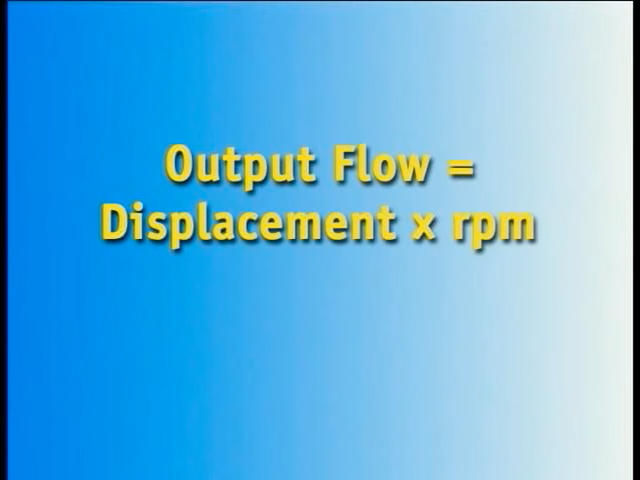 Output Flow =
Displacement x rpm